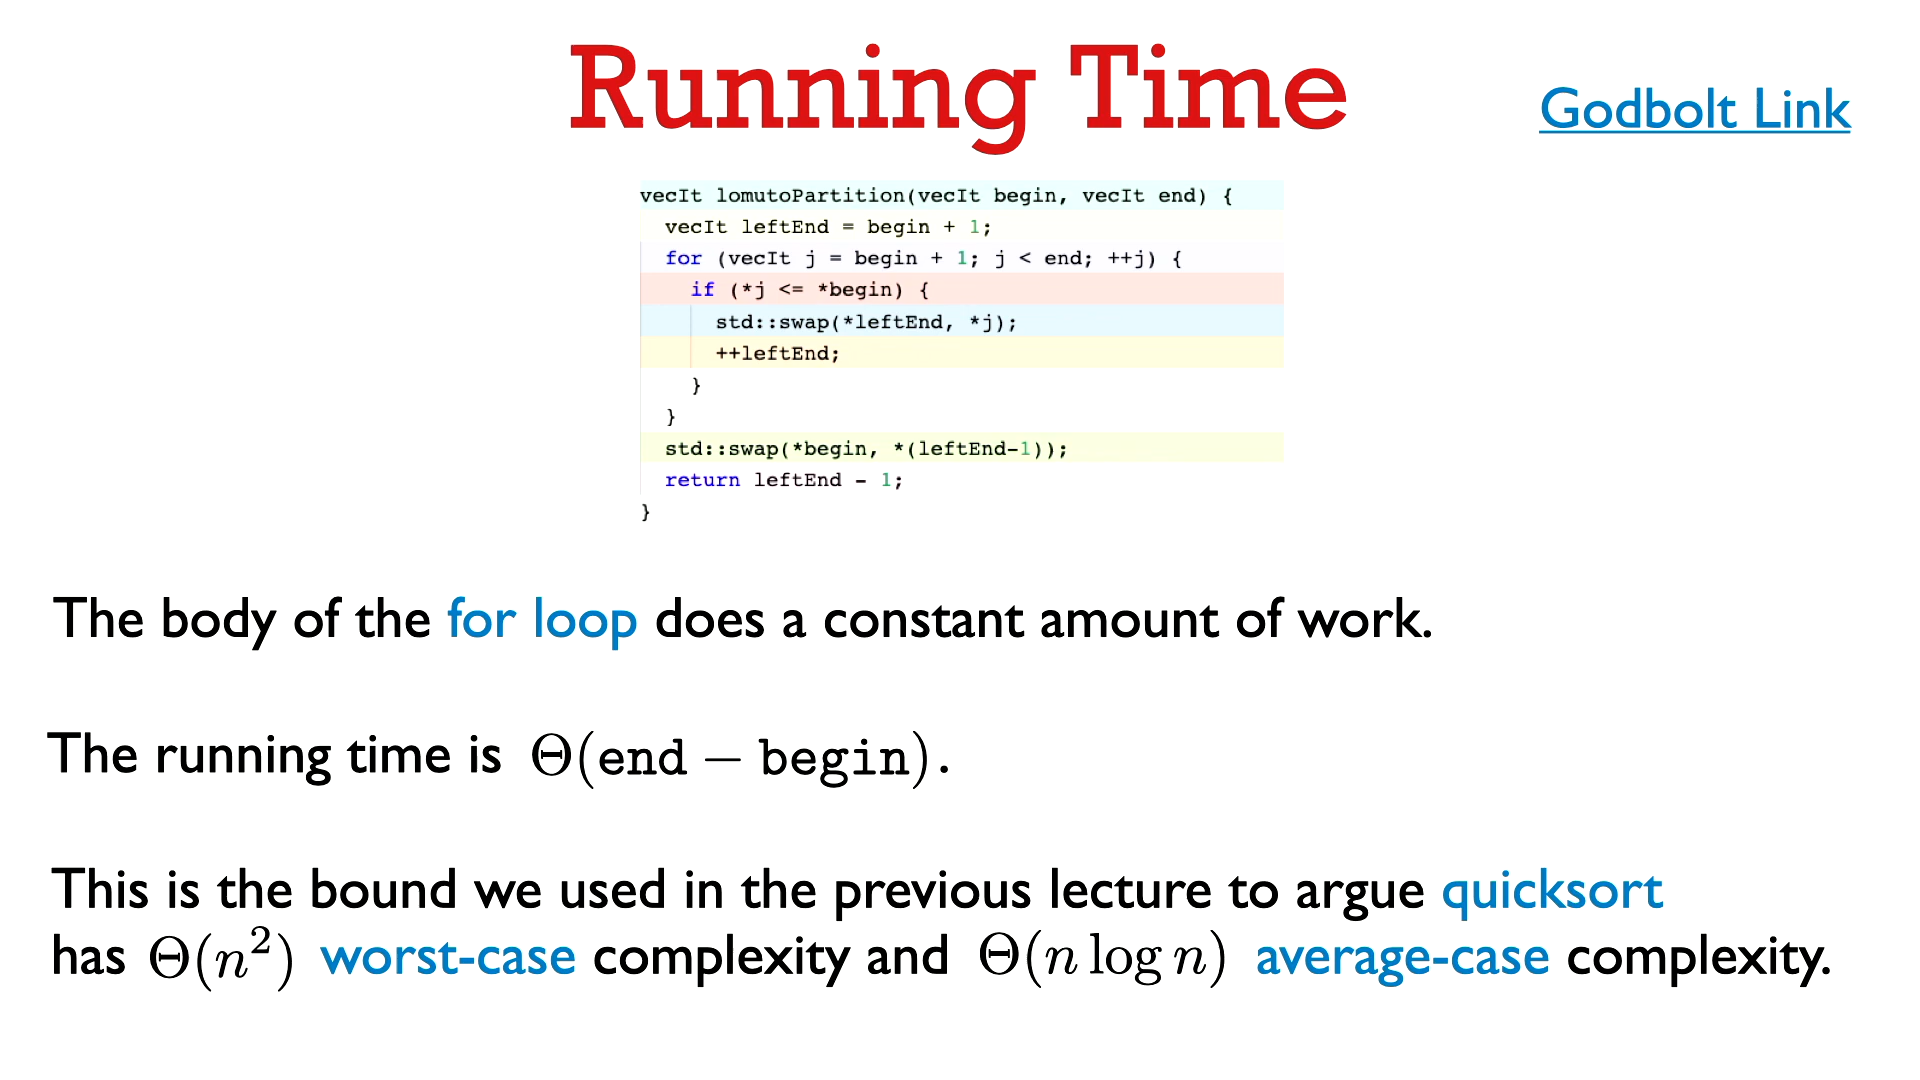 Running Time
Godbolt Link
vecIt lomutoPartition(vecIt begin, vecIt end) {
  vecIt leftEnd = begin + 1;
  for (vecIt j = begin + 1; j < end; ++j) {
    if (*j <= *begin) {
      std::swap(*leftEnd, *j);
      ++leftEnd;
    }
  }
  std::swap(*begin, *(leftEnd-1));
  return leftEnd - 1;
}
The body of the for loop does a constant amount of work.
The running time is Θ(end − begin).
This is the bound we used in the previous lecture to argue quicksort
has Θ(n²) worst-case complexity and Θ(n log n) average-case complexity.